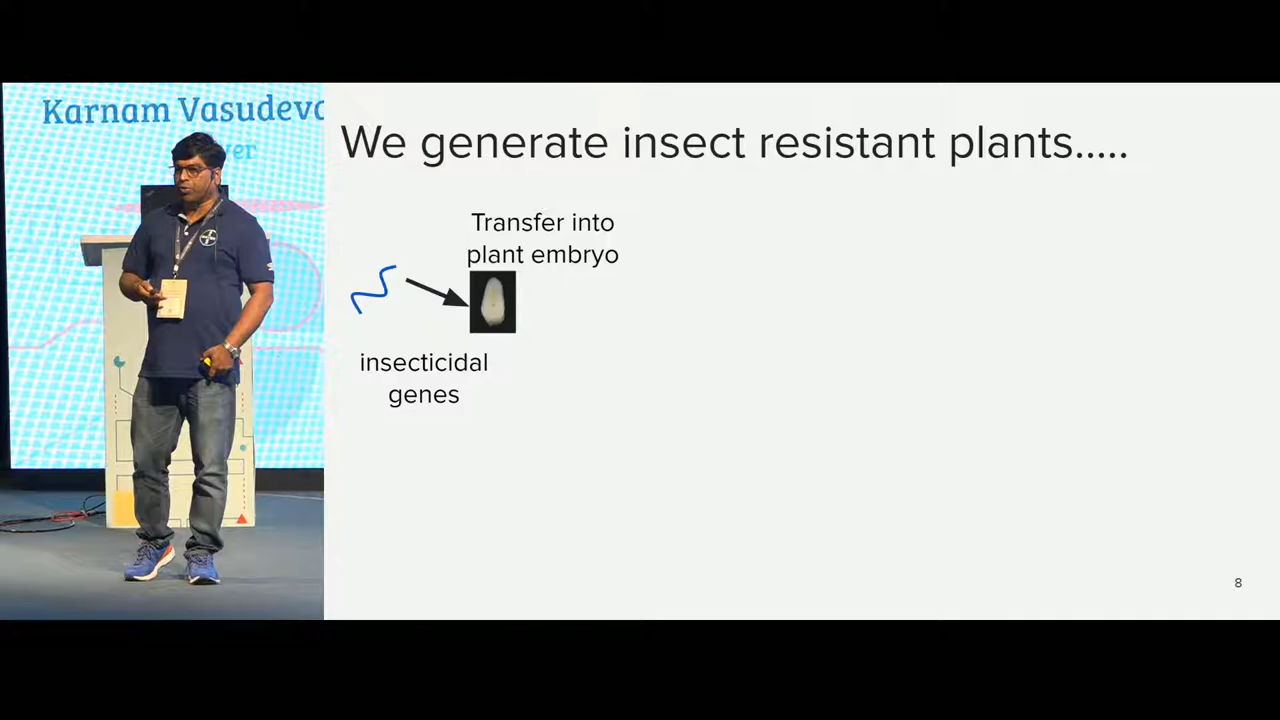 Karnam Vasudeva
We generate insect resistant plants.....
Transfer into
plant embryo
insecticidal
genes
8